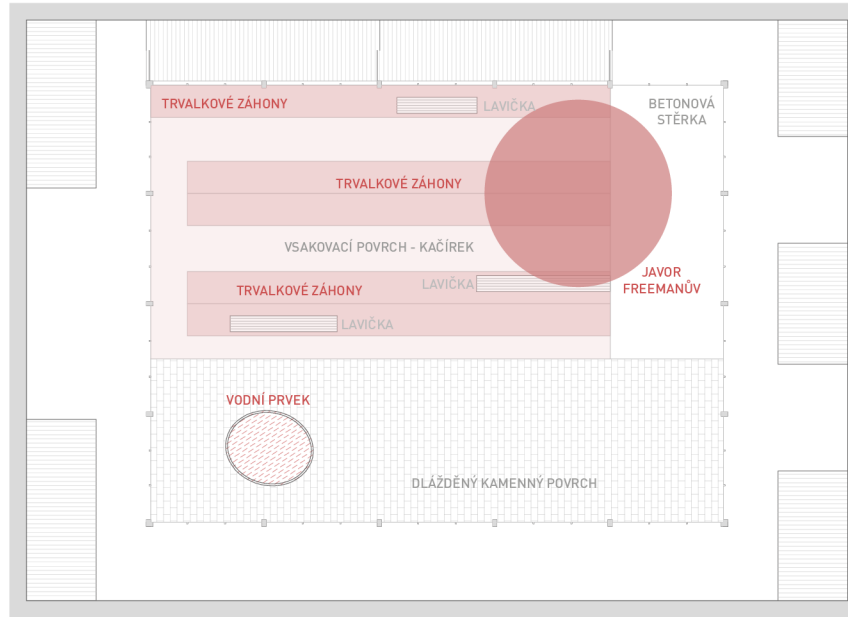 TRVALKOVÉ ZÁHONY
LAVIČKA
BETONOVÁ
STĚRKA
TRVALKOVÉ ZÁHONY
VSAKOVACÍ POVRCH - KAČÍREK
JAVOR
FREEMANŮV
LAVIČKA
TRVALKOVÉ ZÁHONY
LAVIČKA
VODNÍ PRVEK
DLÁŽDĚNÝ KAMENNÝ POVRCH